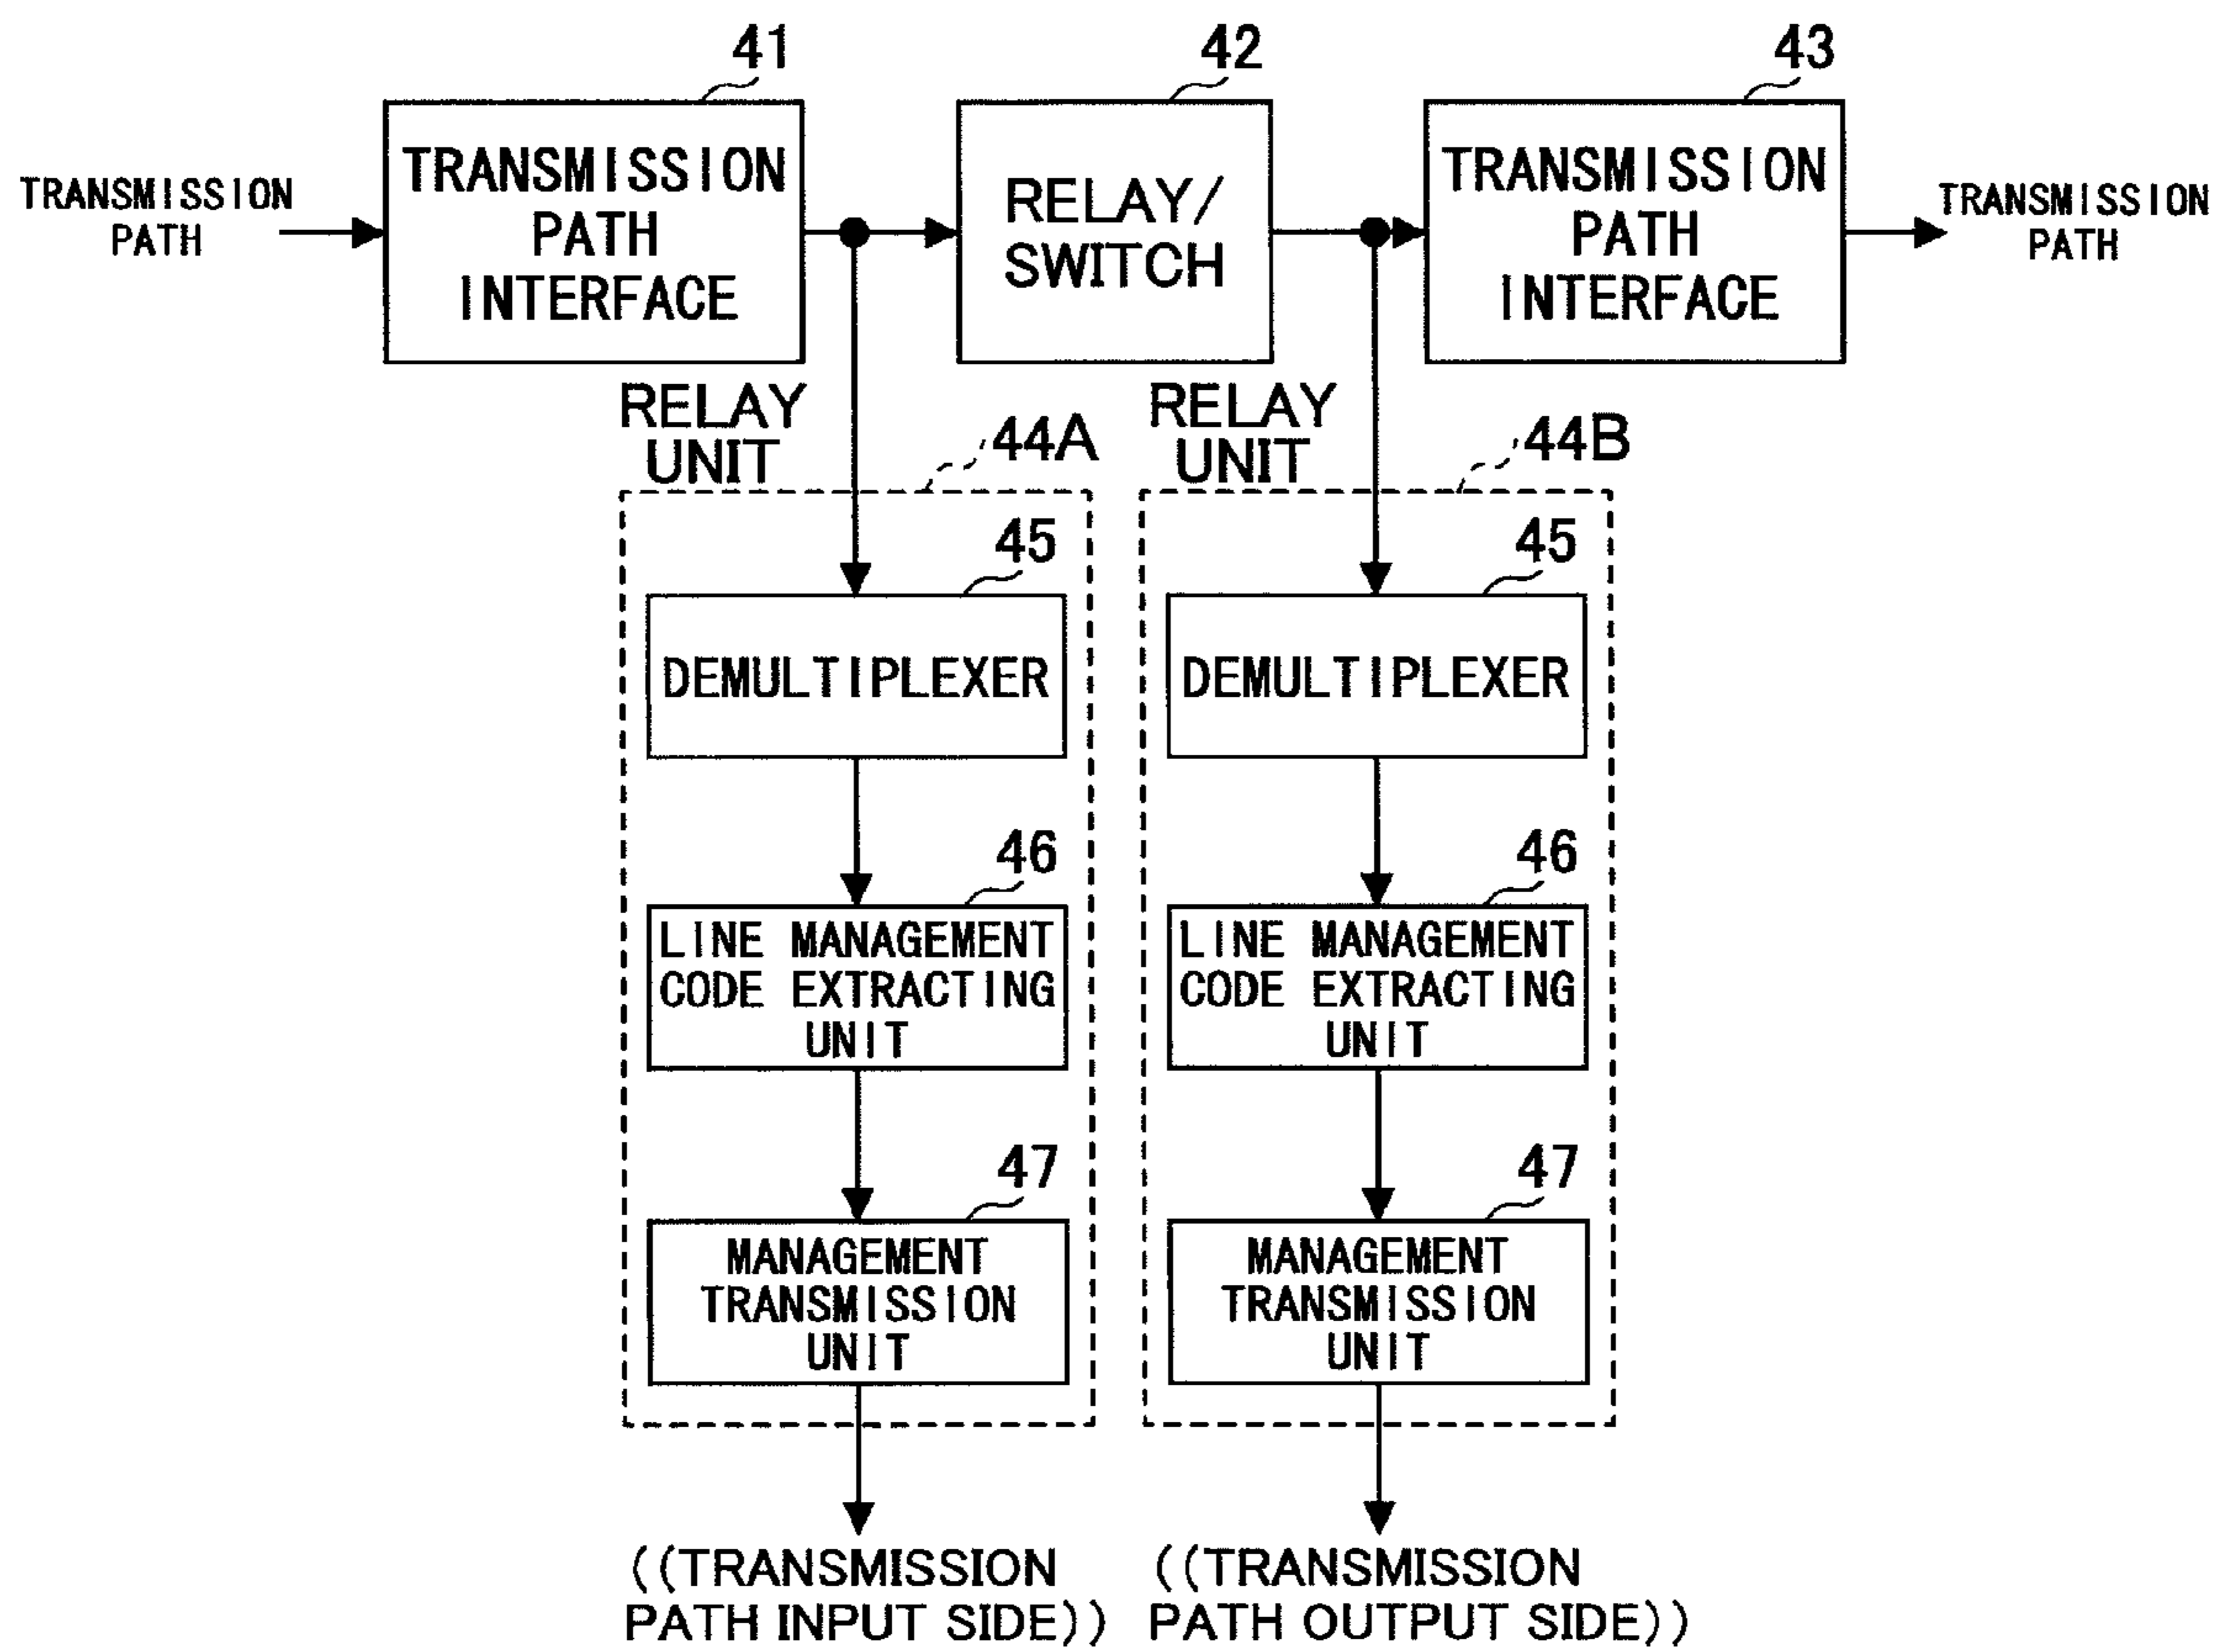 41
42
43
TRANSMISSION
PATH
TRANSMISSION
PATH
INTERFACE
RELAY/
SWITCH
TRANSMISSION
PATH
INTERFACE
TRANSMISSION
PATH
RELAY
UNIT
44A
RELAY
UNIT
44B
45
DEMULTIPLEXER
46
LINE MANAGEMENT
CODE EXTRACTING
UNIT
47
MANAGEMENT
TRANSMISSION
UNIT
((TRANSMISSION
PATH INPUT SIDE))
45
DEMULTIPLEXER
46
LINE MANAGEMENT
CODE EXTRACTING
UNIT
47
MANAGEMENT
TRANSMISSION
UNIT
((TRANSMISSION
PATH OUTPUT SIDE))